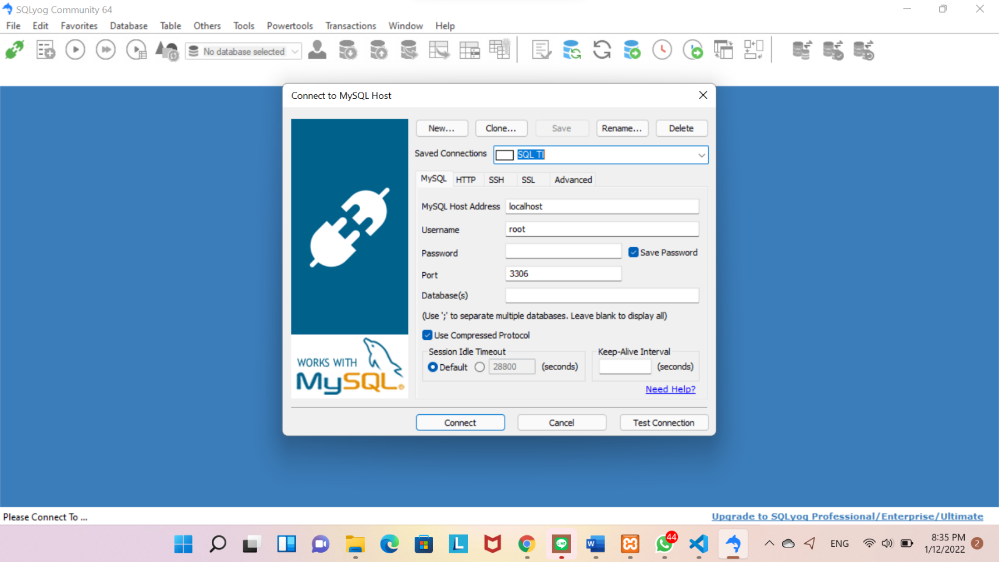 SQLyog Community 64
File Edit Favorites Database Table Others Tools Powertools Transactions Window Help
No database selected
Connect to MySQL Host
New... Clone... Save Rename... Delete
Saved Connections SQL TI
MySQL HTTP SSH SSL Advanced
MySQL Host Address localhost
Username root
Password Save Password
Port 3306
Database(s)
(Use ';' to separate multiple databases. Leave blank to display all)
Use Compressed Protocol
Session Idle Timeout Keep-Alive Interval
Default 28800 (seconds) (seconds)
WORKS WITH
MySQL®
Need Help?
Connect Cancel Test Connection
Please Connect To ... Upgrade to SQLyog Professional/Enterprise/Ultimate
L LINE W 44 ENG 8:35 PM 2
1/12/2022